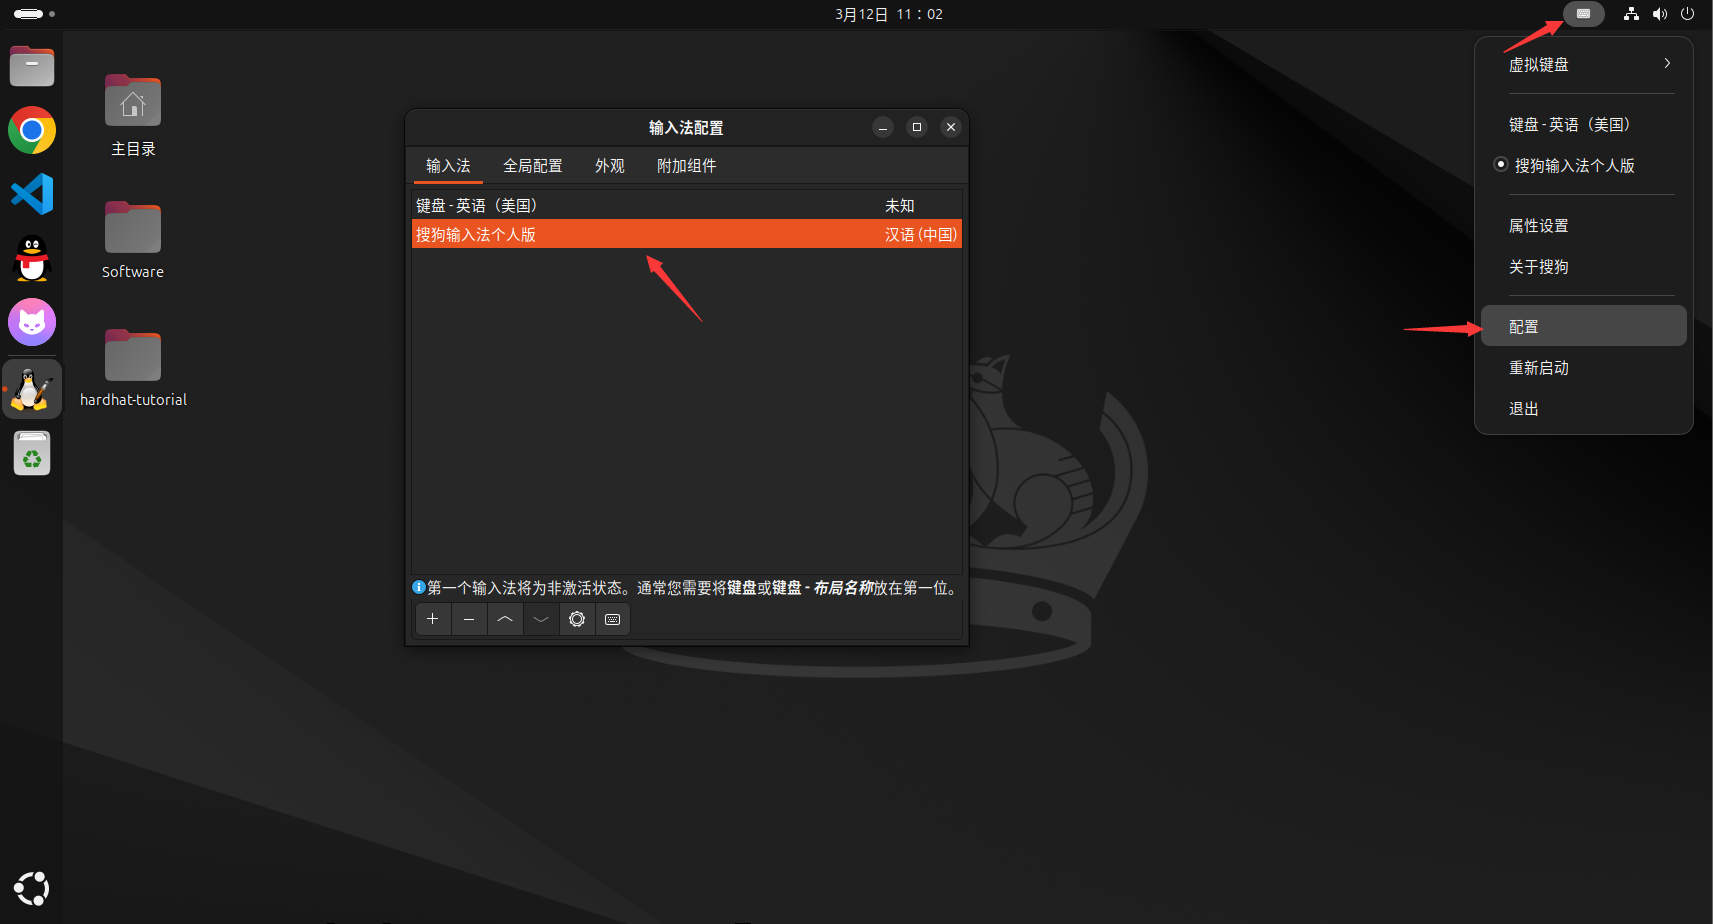 3月12日 11：02
主目录
Software
hardhat-tutorial
输入法配置
输入法 全局配置 外观 附加组件
键盘 - 英语（美国） 未知
搜狗输入法个人版 汉语 (中国)
第一个输入法将为非激活状态。通常您需要将键盘或键盘 - 布局名称放在第一位。
虚拟键盘
键盘 - 英语（美国）
搜狗输入法个人版
属性设置
关于搜狗
配置
重新启动
退出